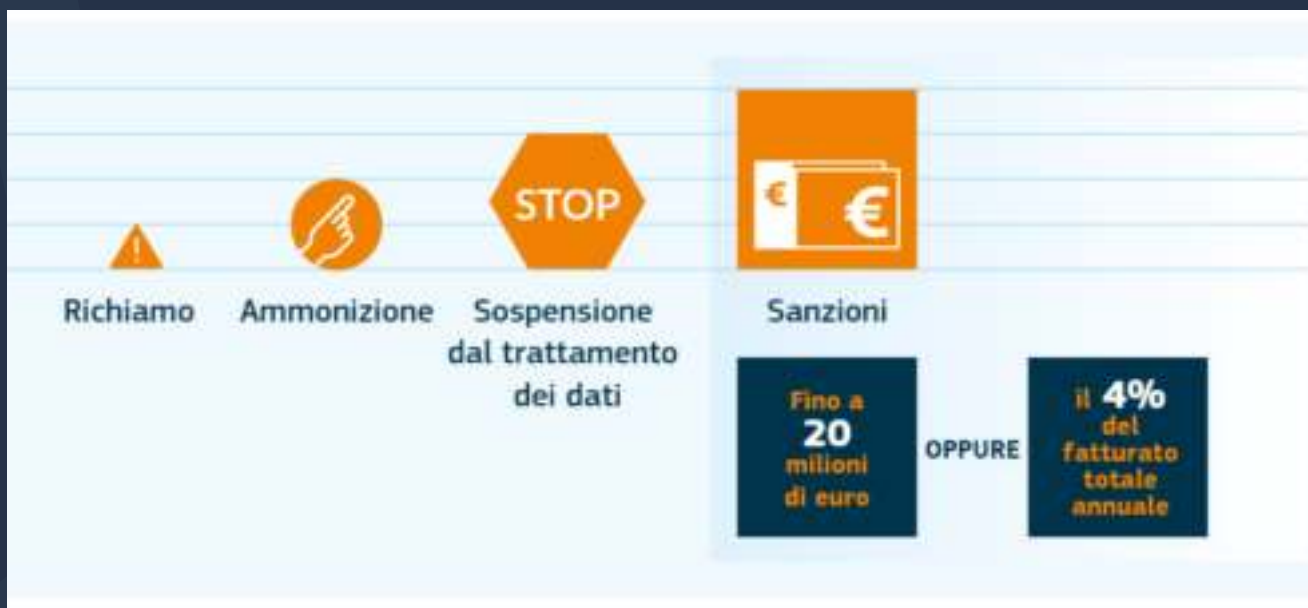 !
STOP
€ €
Richiamo
Ammonizione
Sospensione
dal trattamento
dei dati
Sanzioni
Fino a
20
milioni
di euro
OPPURE
il 4%
del
fatturato
totale
annuale